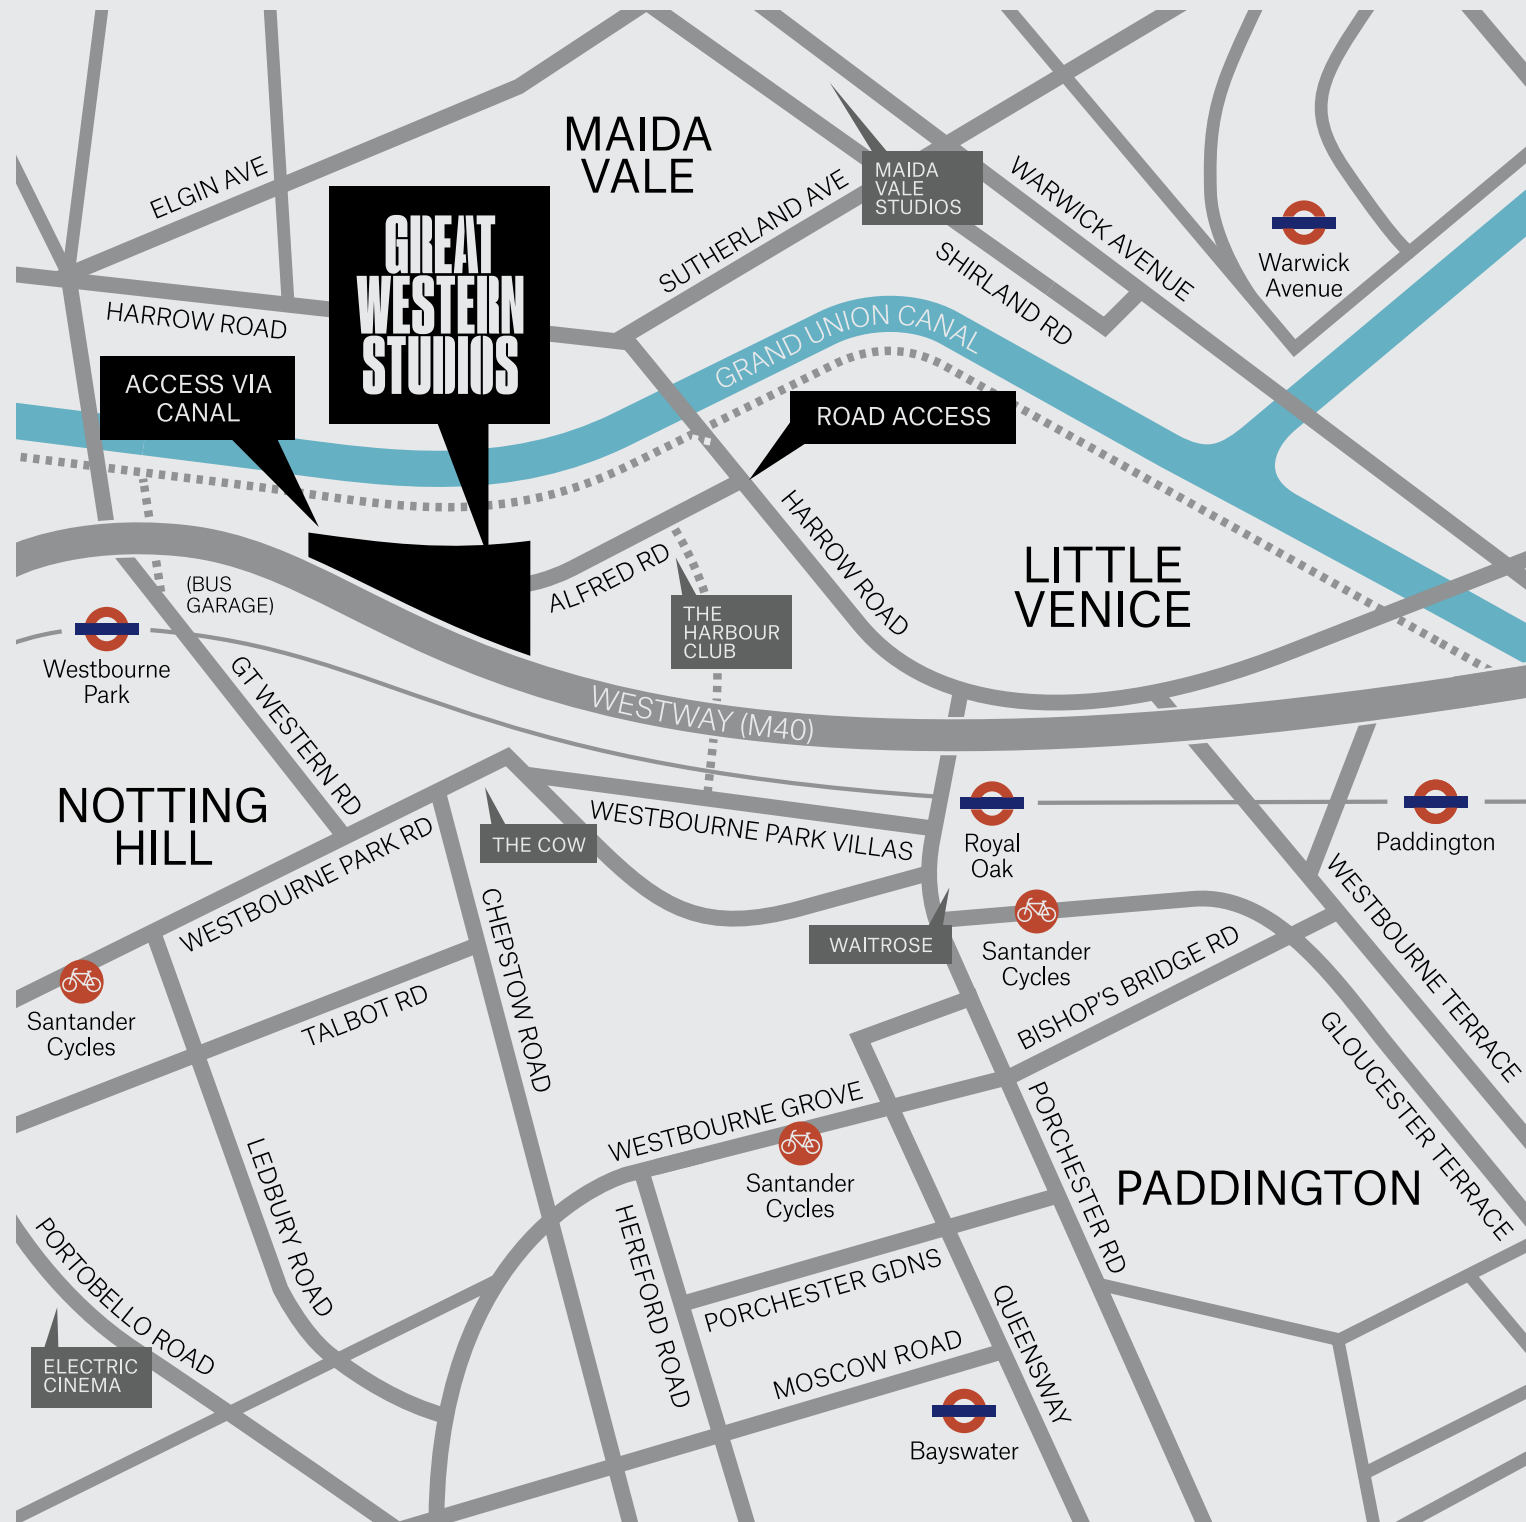 MAIDA
VALE
ELGIN AVE
MAIDA
VALE
STUDIOS
WARWICK AVENUE
SUTHERLAND AVE
GREAT
WESTERN
STUDIOS
Warwick
Avenue
SHIRLAND RD
HARROW ROAD
GRAND UNION CANAL
ACCESS VIA
CANAL
ROAD ACCESS
HARROW ROAD
LITTLE
VENICE
ALFRED RD
(BUS
GARAGE)
THE
HARBOUR
CLUB
Westbourne
Park
GT WESTERN RD
WESTWAY (M40)
NOTTING
HILL
WESTBOURNE PARK RD
THE COW
WESTBOURNE PARK VILLAS
Royal
Oak
Paddington
WESTBOURNE TERRACE
CHEPSTOW ROAD
WAITROSE
Santander
Cycles
BISHOP'S BRIDGE RD
Santander
Cycles
TALBOT RD
GLOUCESTER TERRACE
WESTBOURNE GROVE
PORCHESTER RD
LEDBURY ROAD
Santander
Cycles
PADDINGTON
HEREFORD ROAD
PORTOBELLO ROAD
PORCHESTER GDNS
QUEENSWAY
ELECTRIC
CINEMA
MOSCOW ROAD
Bayswater